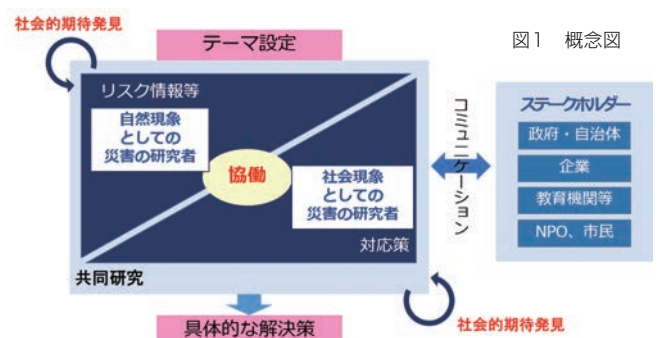 社会的期待発見
テーマ設定
図1 概念図
リスク情報等
自然現象
としての
災害の研究者
協働
社会現象
としての
災害の研究者
対応策
共同研究
コミュニケーション
ステークホルダー
政府・自治体
企業
教育機関等
NPO、市民
具体的な解決策
社会的期待発見